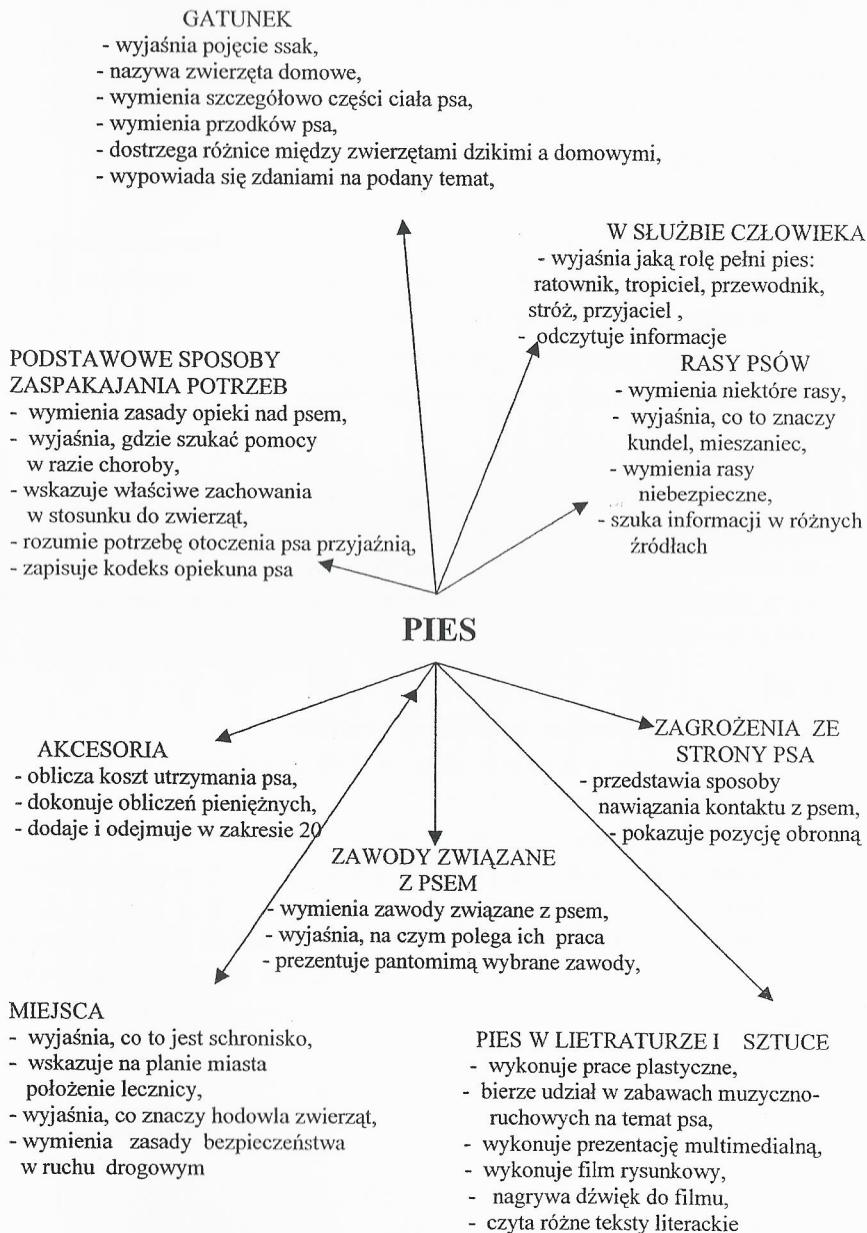 GATUNEK
- wyjaśnia pojęcie ssak,
- nazywa zwierzęta domowe,
- wymienia szczegółowo części ciała psa,
- wymienia przodków psa,
- dostrzega różnice między zwierzętami dzikimi a domowymi,
- wypowiada się zdaniami na podany temat,
W SŁUŻBIE CZŁOWIEKA
- wyjaśnia jaką rolę pełni pies:
ratownik, tropiciel, przewodnik,
stróż, przyjaciel ,
- odczytuje informacje
PODSTAWOWE SPOSOBY
ZASPAKAJANIA POTRZEB
- wymienia zasady opieki nad psem,
- wyjaśnia, gdzie szukać pomocy
w razie choroby,
- wskazuje właściwe zachowania
w stosunku do zwierząt,
- rozumie potrzebę otoczenia psa przyjaźnią,
- zapisuje kodeks opiekuna psa
RASY PSÓW
- wymienia niektóre rasy,
- wyjaśnia, co to znaczy
kundel, mieszaniec,
- wymienia rasy
niebezpieczne,
- szuka informacji w różnych
źródłach
PIES
AKCESORIA
- oblicza koszt utrzymania psa,
- dokonuje obliczeń pieniężnych,
- dodaje i odejmuje w zakresie 20
ZAGROŻENIA ZE
STRONY PSA
- przedstawia sposoby
nawiązania kontaktu z psem,
- pokazuje pozycję obronną
ZAWODY ZWIĄZANE
Z PSEM
- wymienia zawody związane z psem,
- wyjaśnia, na czym polega ich praca
- prezentuje pantomimą wybrane zawody,
MIEJSCA
- wyjaśnia, co to jest schronisko,
- wskazuje na planie miasta
położenie lecznicy,
- wyjaśnia, co znaczy hodowla zwierząt,
- wymienia zasady bezpieczeństwa
w ruchu drogowym
PIES W LIETRATURZE I SZTUCE
- wykonuje prace plastyczne,
- bierze udział w zabawach muzyczno-
ruchowych na temat psa,
- wykonuje prezentację multimedialną,
- wykonuje film rysunkowy,
- nagrywa dźwięk do filmu,
- czyta różne teksty literackie